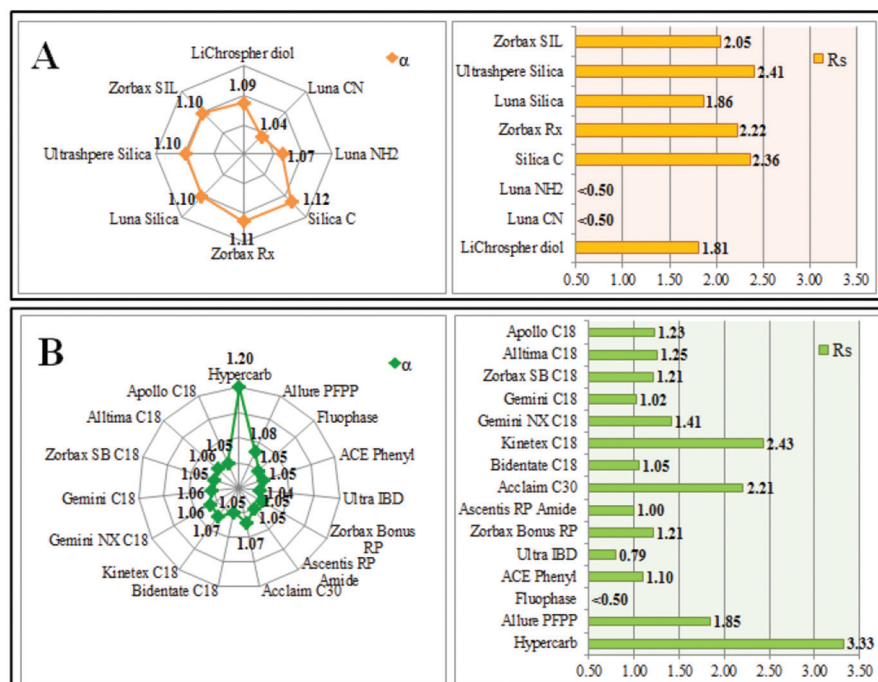 A
LiChrospher diol
α
Luna CN
Luna NH2
Silica C
Zorbax Rx
Luna Silica
Ultrashpere Silica
Zorbax SIL
1.09
1.04
1.07
1.12
1.11
1.10
1.10
1.10
Rs
Zorbax SIL 2.05
Ultrashpere Silica 2.41
Luna Silica 1.86
Zorbax Rx 2.22
Silica C 2.36
Luna NH2 <0.50
Luna CN <0.50
LiChrospher diol 1.81
0.50 1.00 1.50 2.00 2.50 3.00 3.50
B
α
1.20
Hypercarb
Allure PFPP
Fluophase
ACE Phenyl
Ultra IBD
Zorbax Bonus
RP
Ascentis RP
Amide
Acclaim C30
Bidentate C18
Kinetex C18
Gemini NX C18
Gemini C18
Zorbax SB C18
Alltima C18
Apollo C18
1.08
1.05
1.05
1.04
1.05
1.05
1.07
1.05
1.07
1.06
1.06
1.05
1.06
1.05
Rs
Apollo C18 1.23
Alltima C18 1.25
Zorbax SB C18 1.21
Gemini C18 1.02
Gemini NX C18 1.41
Kinetex C18 2.43
Bidentate C18 1.05
Acclaim C30 2.21
Ascentis RP Amide 1.00
Zorbax Bonus RP 1.21
Ultra IBD 0.79
ACE Phenyl 1.10
Fluophase <0.50
Allure PFPP 1.85
Hypercarb 3.33
0.50 1.00 1.50 2.00 2.50 3.00 3.50